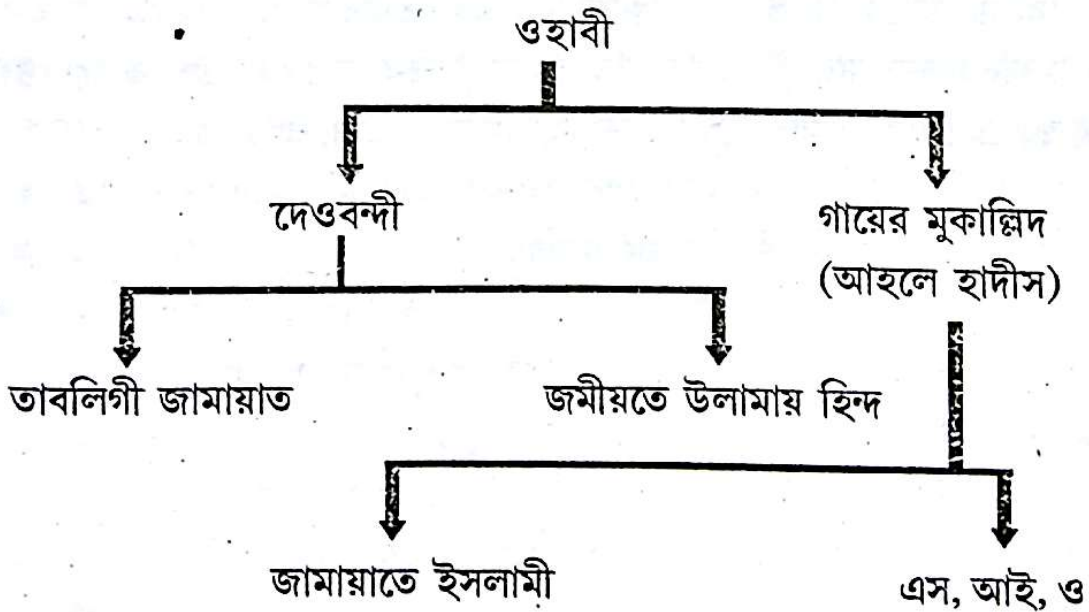 ওহাবী
দেওবন্দী
গায়ের মুকাল্লিদ
(আহলে হাদীস)
তাবলিগী জামায়াত
জমীয়তে উলামায় হিন্দ
জামায়াতে ইসলামী
এস, আই, ও